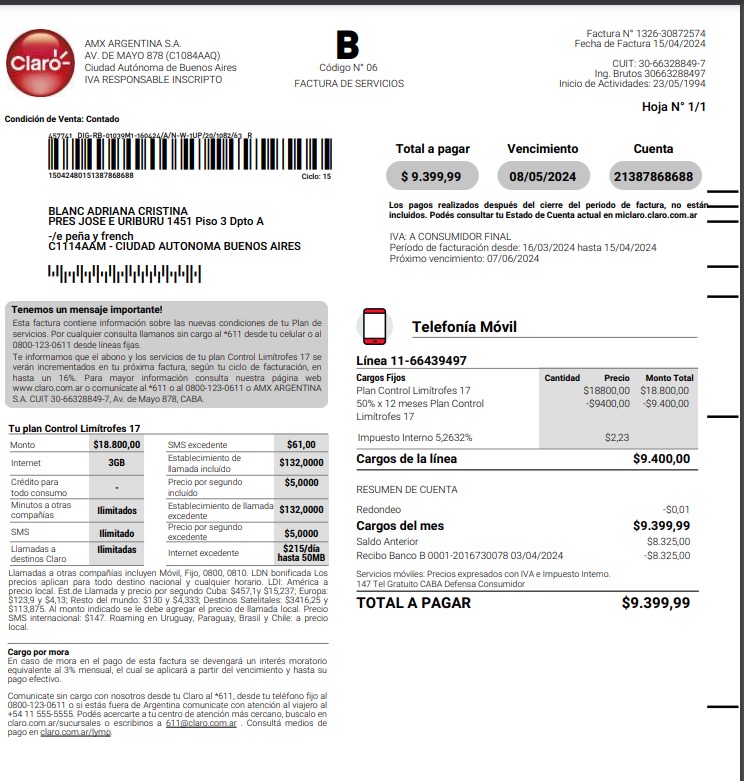 Claro
AMX ARGENTINA S.A.
AV. DE MAYO 878 (C1084AAQ)
Ciudad Autónoma de Buenos Aires
IVA RESPONSABLE INSCRIPTO
B
Código N° 06
FACTURA DE SERVICIOS
Factura N° 1326-30872574
Fecha de Factura 15/04/2024
CUIT: 30-66328849-7
Ing. Brutos 30663288497
Inicio de Actividades: 23/05/1994
Hoja N° 1/1
Condición de Venta: Contado
457741_DIG-RB-01039M1-160424/A/N-W-1UP/20/1082/63_R
15042480151387868688 Ciclo: 15
Total a pagar Vencimiento Cuenta
$ 9.399,99 08/05/2024 21387868688
Los pagos realizados después del cierre del periodo de factura, no están
incluidos. Podés consultar tu Estado de Cuenta actual en miclaro.claro.com.ar
BLANC ADRIANA CRISTINA
PRES JOSE E URIBURU 1451 Piso 3 Dpto A
-/e peña y french
C1114AAM - CIUDAD AUTONOMA BUENOS AIRES
IVA: A CONSUMIDOR FINAL
Período de facturación desde: 16/03/2024 hasta 15/04/2024
Próximo vencimiento: 07/06/2024
Tenemos un mensaje importante!
Esta factura contiene información sobre las nuevas condiciones de tu Plan de
servicios. Por cualquier consulta llamanos sin cargo al *611 desde tu celular o al
0800-123-0611 desde líneas fijas.
Te informamos que el abono y los servicios de tu plan Control Limítrofes 17 se
verán incrementados en tu próxima factura, según tu ciclo de facturación, en
hasta un 16%. Para mayor información consulta nuestra página web
www.claro.com.ar o comunícate al *611 o al 0800-123-0611 o AMX ARGENTINA
S.A. CUIT 30-66328849-7, Av. de Mayo 878, CABA.
Tu plan Control Limítrofes 17
Monto $18.800,00 SMS excedente $61,00
Internet 3GB Establecimiento de llamada incluído $132,0000
Crédito para todo consumo - Precio por segundo incluído $5,0000
Minutos a otras compañías Ilimitados Establecimiento de llamada excedente $132,0000
SMS Ilimitado Precio por segundo excedente $5,0000
Llamadas a destinos Claro Ilimitadas Internet excedente $215/día hasta 50MB
Llamadas a otras compañías incluyen Móvil, Fijo, 0800, 0810. LDN bonificada Los
precios aplican para todo destino nacional y cualquier horario. LDI: América a
precio local. Est.de Llamada y precio por segundo Cuba: $457,1y $15,237; Europa:
$123,9 y $4,13; Resto del mundo: $130 y $4,333; Destinos Satelitales: $3416,25 y
$113,875. Al monto indicado se le debe agregar el precio de llamada local. Precio
SMS internacional: $147. Roaming en Uruguay, Paraguay, Brasil y Chile: a precio
local.
Cargo por mora
En caso de mora en el pago de esta factura se devengará un interés moratorio
equivalente al 3% mensual, el cual se aplicará a partir del vencimiento y hasta su
pago efectivo.
Comunicate sin cargo con nosotros desde tu Claro al *611, desde tu teléfono fijo al
0800-123-0611 o si estás fuera de Argentina comunicate con atención al viajero al
+54 11 555-5555. Podés acercarte a tu centro de atención más cercano, buscalo en
claro.com.ar/sucursales o escribinos a 611@claro.com.ar . Consultá medios de
pago en claro.com.ar/lymp.
Telefonía Móvil
Línea 11-66439497
Cargos Fijos Cantidad Precio Monto Total
Plan Control Limítrofes 17 $18800,00 $18.800,00
50% x 12 meses Plan Control -$9400,00 -$9.400,00
Limítrofes 17
Impuesto Interno 5,2632% $2,23
Cargos de la línea $9.400,00
RESUMEN DE CUENTA
Redondeo -$0,01
Cargos del mes $9.399,99
Saldo Anterior $8.325,00
Recibo Banco B 0001-2016730078 03/04/2024 -$8.325,00
Servicios móviles: Precios expresados con IVA e Impuesto Interno.
147 Tel Gratuito CABA Defensa Consumidor
TOTAL A PAGAR $9.399,99